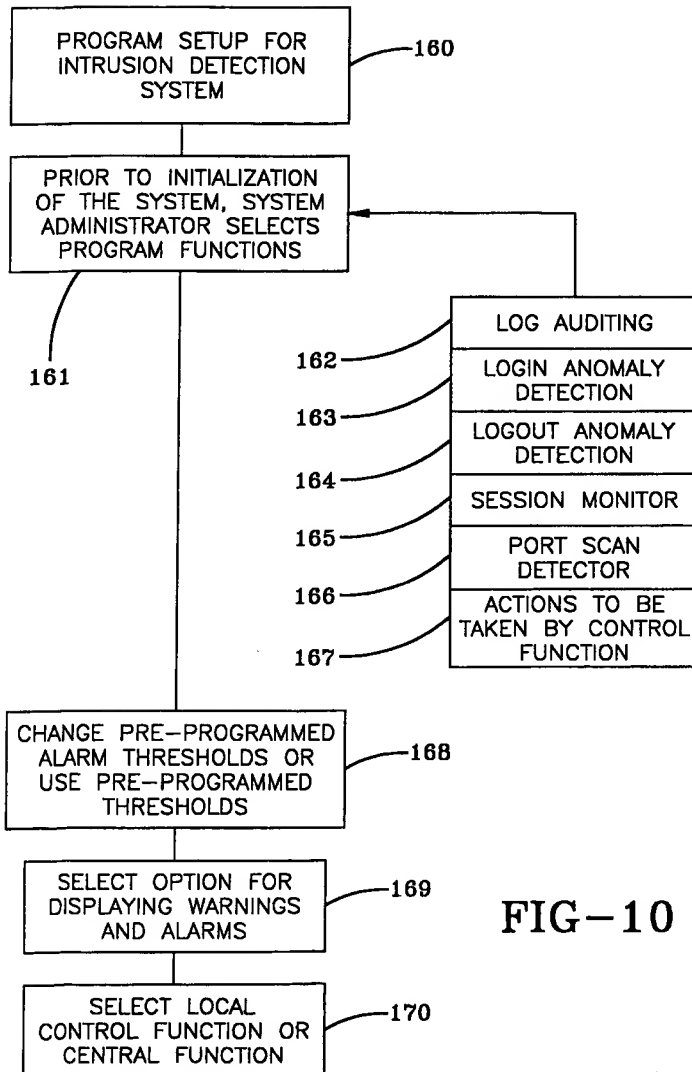 PROGRAM SETUP FOR
INTRUSION DETECTION
SYSTEM
160
PRIOR TO INITIALIZATION
OF THE SYSTEM, SYSTEM
ADMINISTRATOR SELECTS
PROGRAM FUNCTIONS
161
LOG AUDITING
162
LOGIN ANOMALY
DETECTION
163
LOGOUT ANOMALY
DETECTION
164
SESSION MONITOR
165
PORT SCAN
DETECTOR
166
ACTIONS TO BE
TAKEN BY CONTROL
FUNCTION
167
CHANGE PRE-PROGRAMMED
ALARM THRESHOLDS OR
USE PRE-PROGRAMMED
THRESHOLDS
168
SELECT OPTION FOR
DISPLAYING WARNINGS
AND ALARMS
169
SELECT LOCAL
CONTROL FUNCTION OR
CENTRAL FUNCTION
170
FIG-10